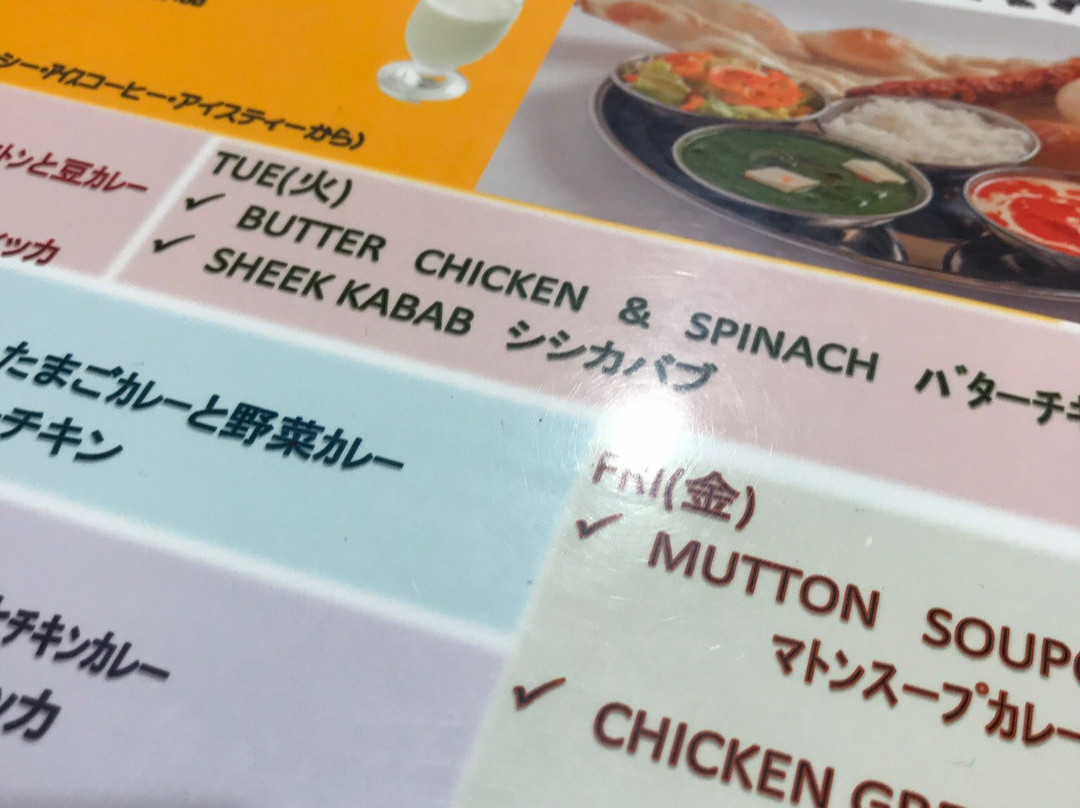 シー・アイスコーヒー・アイスティーから)
トンと豆カレー
ィッカ
TUE(火)
✓ BUTTER CHICKEN & SPINACH バターチキ
✓ SHEEK KABAB シシカバブ
たまごカレーと野菜カレー
ーチキン
FRI(金)
✓ MUTTON SOUP
マトンスープカレー
✓ CHICKEN
チキンカレー
ッカ